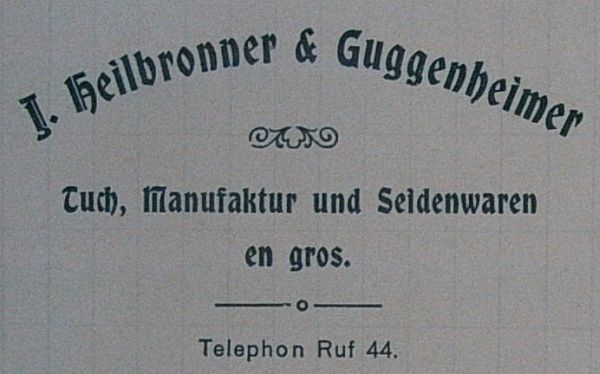 I. Heilbronner & Guggenheimer
Tuch, Manufaktur und Seidenwaren
en gros.
Telephon Ruf 44.